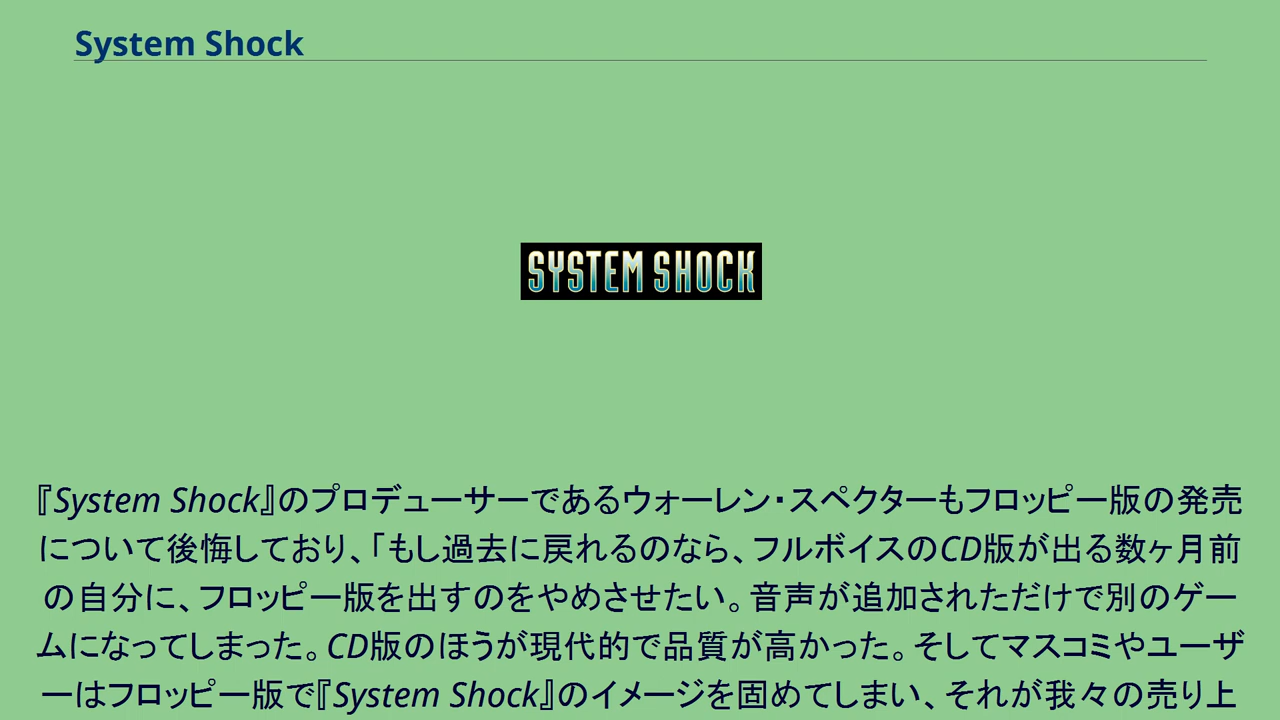 System Shock
SYSTEM SHOCK
『System Shock』のプロデューサーであるウォーレン・スペクターもフロッピー版の発売
について後悔しており、「もし過去に戻れるのなら、フルボイスのCD版が出る数ヶ月前
の自分に、フロッピー版を出すのをやめさせたい。音声が追加されただけで別のゲー
ムになってしまった。CD版のほうが現代的で品質が高かった。そしてマスコミやユーザ
ーはフロッピー版で『System Shock』のイメージを固めてしまい、それが我々の売り上